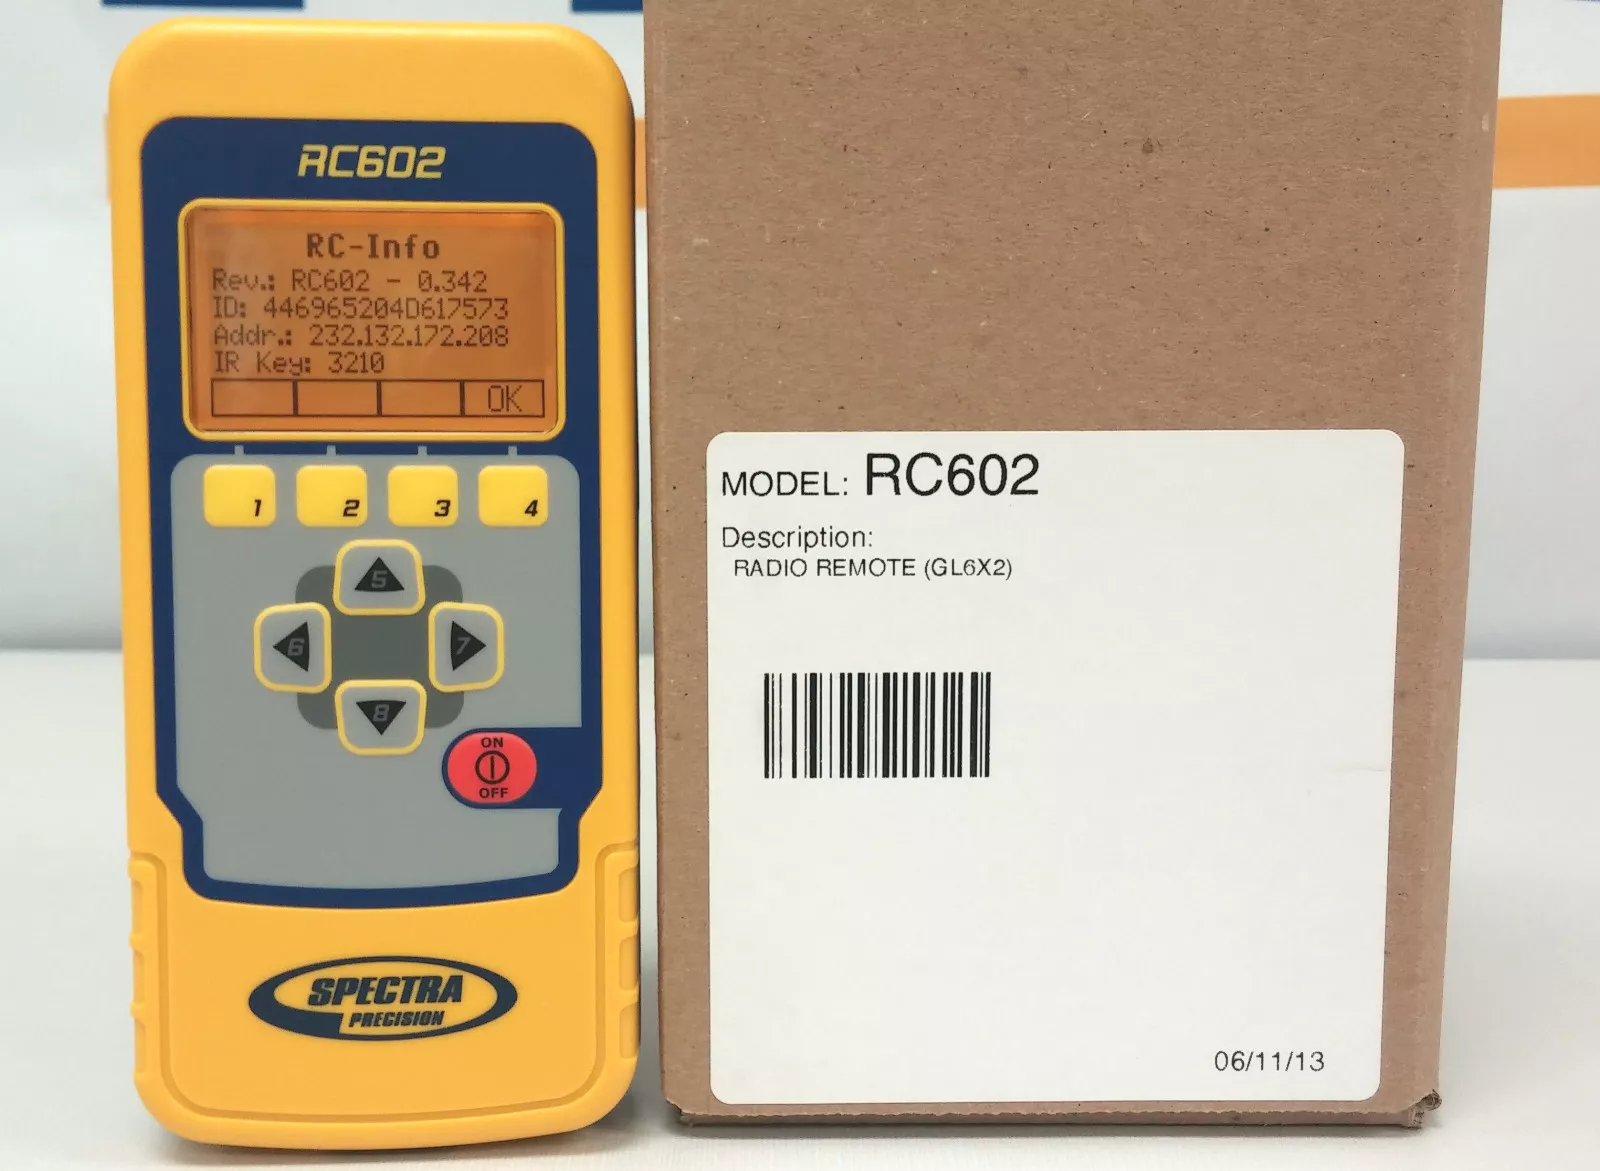 RC602
RC-Info
Rev.: RC602 - 0.342
ID: 446965204D617573
Addr.: 232.132.172.208
IR Key: 3210
OK
1 2 3 4
5
6 7
8
ON
OFF
SPECTRA
PRECISION
MODEL: RC602
Description:
RADIO REMOTE (GL6X2)
06/11/13